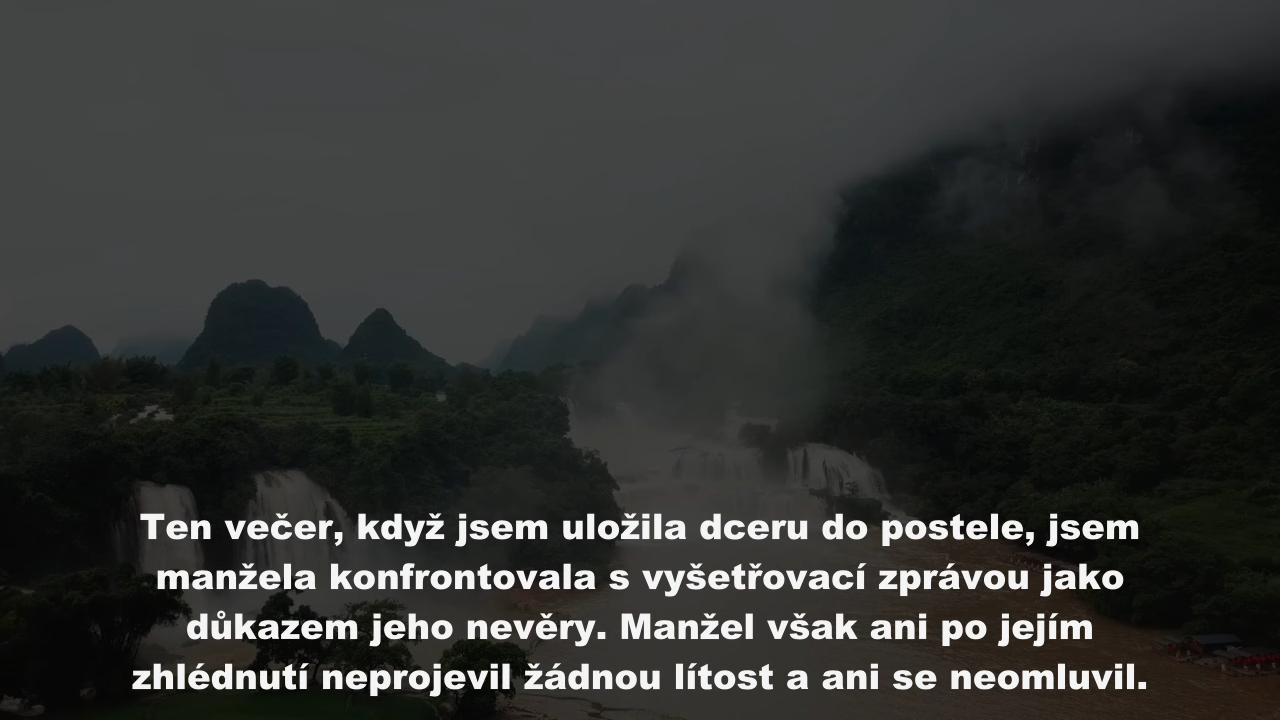 Ten večer, když jsem uložila dceru do postele, jsem
manžela konfrontovala s vyšetřovací zprávou jako
důkazem jeho nevěry. Manžel však ani po jejím
zhlédnutí neprojevil žádnou lítost a ani se neomluvil.